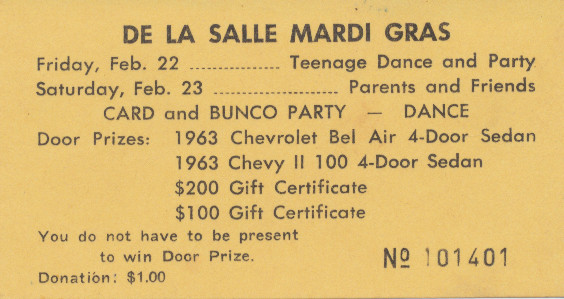 DE LA SALLE MARDI GRAS
Friday, Feb. 22 .................. Teenage Dance and Party
Saturday, Feb. 23 .................. Parents and Friends
CARD and BUNCO PARTY — DANCE
Door Prizes: 1963 Chevrolet Bel Air 4-Door Sedan
1963 Chevy II 100 4-Door Sedan
$200 Gift Certificate
$100 Gift Certificate
You do not have to be present
to win Door Prize.
Donation: $1.00
Nº 101401